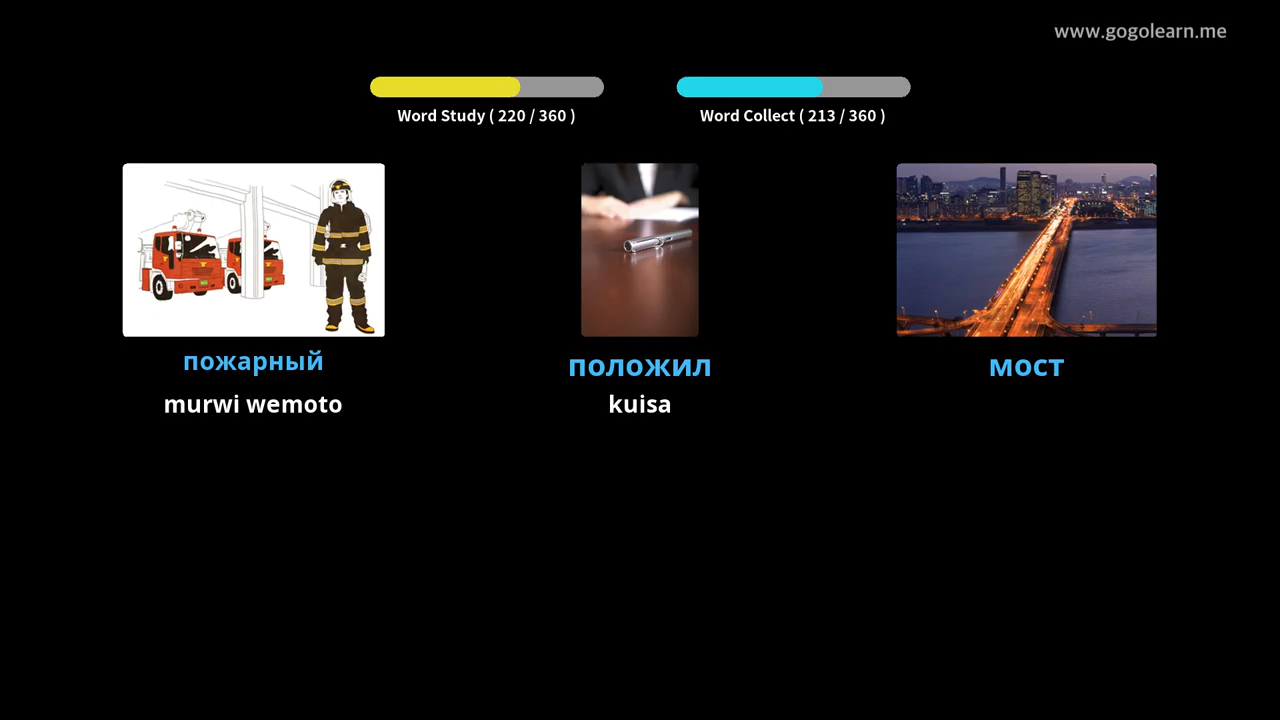 www.gogolearn.me
Word Study ( 220 / 360 )
Word Collect ( 213 / 360 )
пожарный
положил
мост
murwi wemoto
kuisa